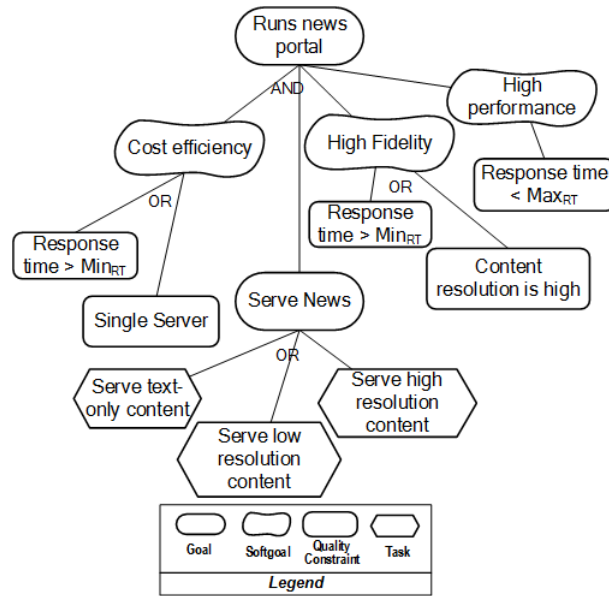 Runs news
portal
AND
High
performance
Cost efficiency
High Fidelity
OR
OR
Response time
< MaxRT
Response
time > MinRT
Response
time > MinRT
Content
resolution is high
Single Server
Serve News
OR
Serve text-
only content
Serve high
resolution
content
Serve low
resolution
content
Goal
Softgoal
Quality
Constraint
Task
Legend